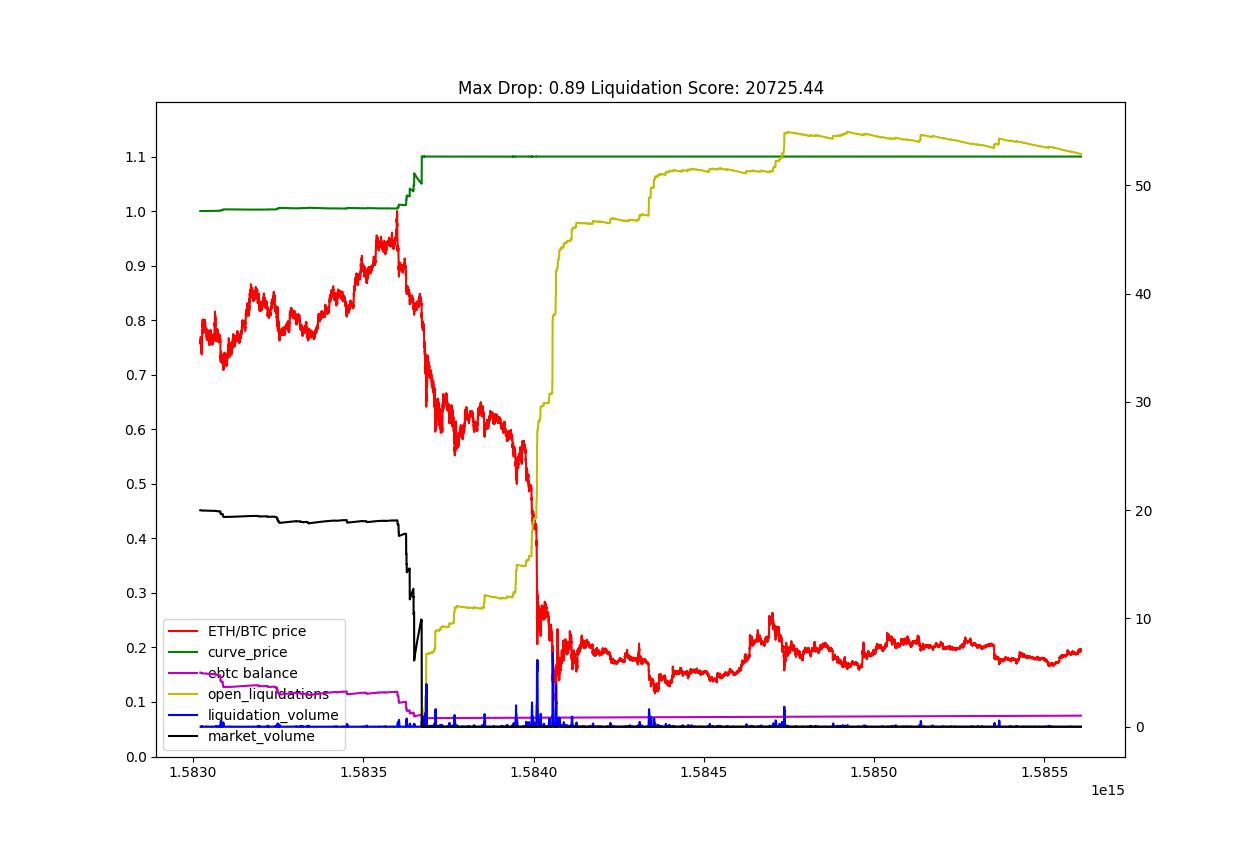 Max Drop: 0.89 Liquidation Score: 20725.44
1.1
1.0
0.9
0.8
0.7
0.6
0.5
0.4
0.3
0.2
0.1
0.0
50
40
30
20
10
0
ETH/BTC price
curve_price
ebtc balance
open_liquidations
liquidation_volume
market_volume
1.5830 1.5835 1.5840 1.5845 1.5850 1.5855
1e15